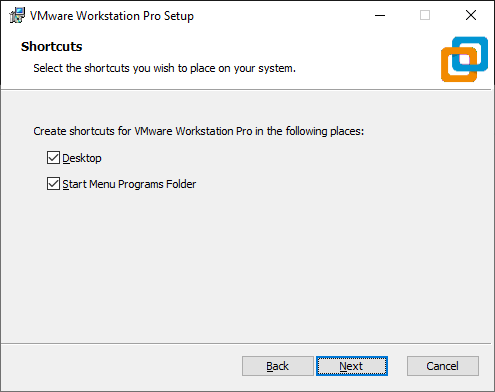 VMware Workstation Pro Setup
Shortcuts
Select the shortcuts you wish to place on your system.
Create shortcuts for VMware Workstation Pro in the following places:
Desktop
Start Menu Programs Folder
Back
Next
Cancel